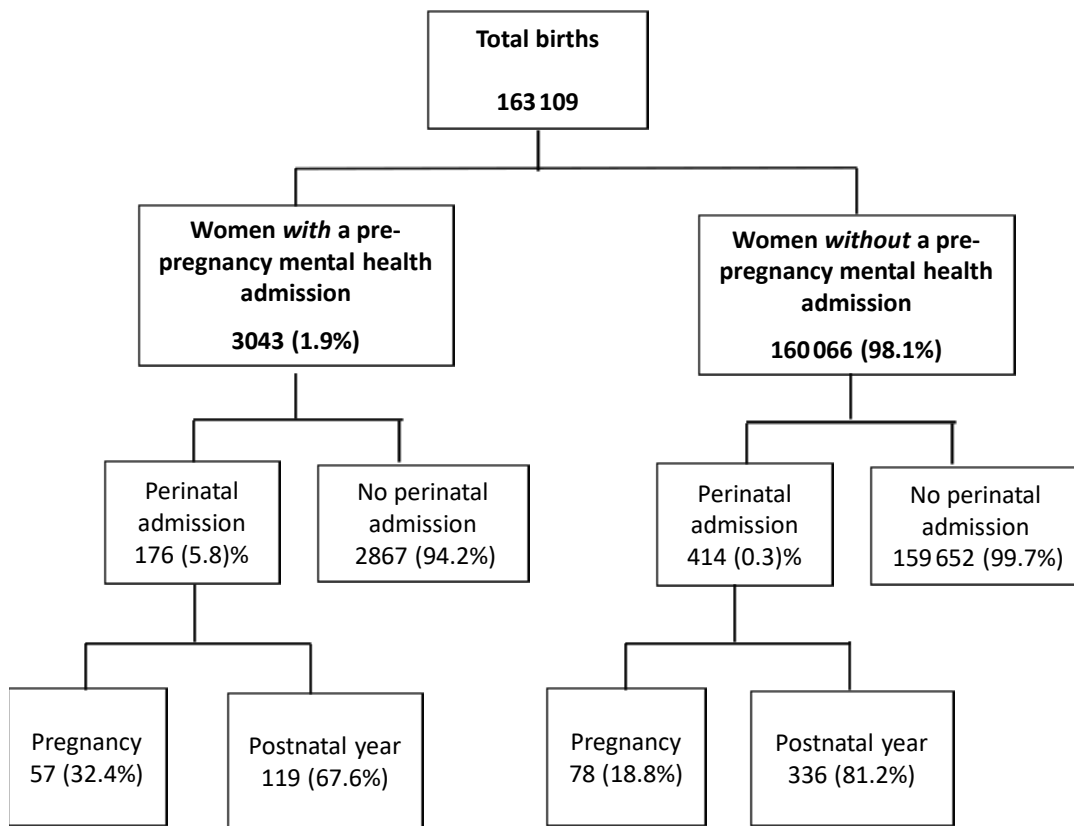 Total births
163 109
Women with a pre-
pregnancy mental health
admission
3043 (1.9%)
Women without a pre-
pregnancy mental health
admission
160 066 (98.1%)
Perinatal
admission
176 (5.8)%
No perinatal
admission
2867 (94.2%)
Perinatal
admission
414 (0.3)%
No perinatal
admission
159 652 (99.7%)
Pregnancy
57 (32.4%)
Postnatal year
119 (67.6%)
Pregnancy
78 (18.8%)
Postnatal year
336 (81.2%)